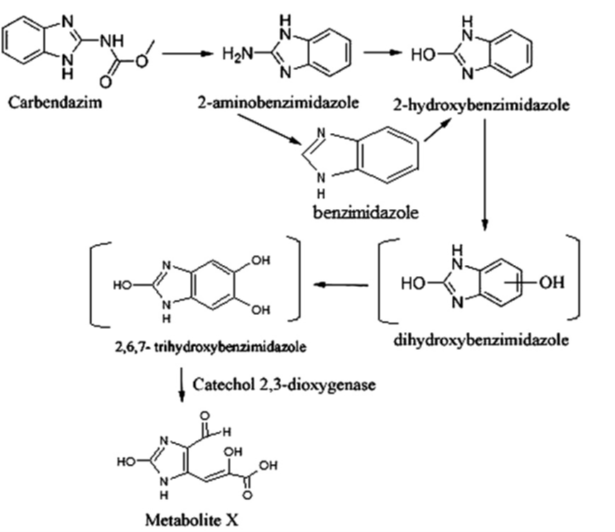 Carbendazim
2-aminobenzimidazole
2-hydroxybenzimidazole
benzimidazole
dihydroxybenzimidazole
2,6,7- trihydroxybenzimidazole
Catechol 2,3-dioxygenase
Metabolite X
N
N
H
NH
O
O
H₂N
H
N
N
HO
H
N
N
N
N
H
HO
N
N
H
OH
OH
HO
H
N
N
OH
HO
N
N
H
O
H
OH
OH
O